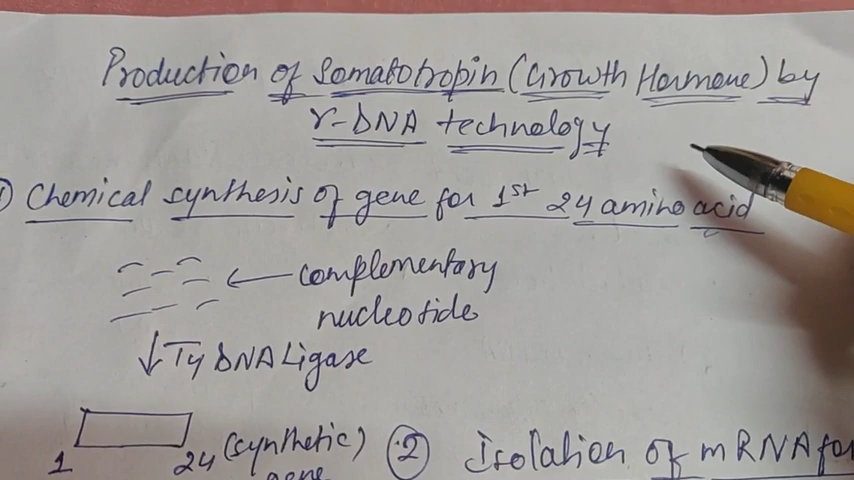 Production of Somatotropin (Growth Hormone) by
r-DNA technology
① Chemical synthesis of gene for 1st 24 amino acid
complementary
nucleotide
T4 DNA Ligase
1 24 (synthetic)
gene
② Isolation of mRNA for